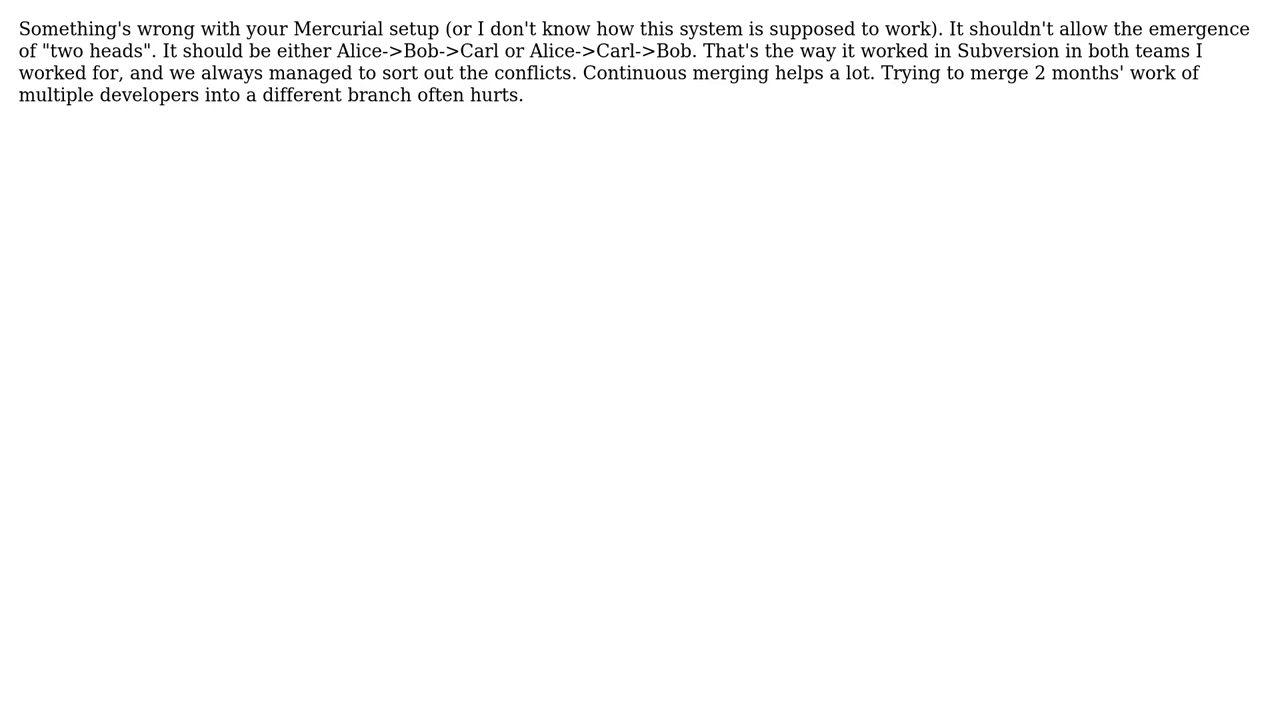 Something's wrong with your Mercurial setup (or I don't know how this system is supposed to work). It shouldn't allow the emergence
of "two heads". It should be either Alice->Bob->Carl or Alice->Carl->Bob. That's the way it worked in Subversion in both teams I
worked for, and we always managed to sort out the conflicts. Continuous merging helps a lot. Trying to merge 2 months' work of
multiple developers into a different branch often hurts.